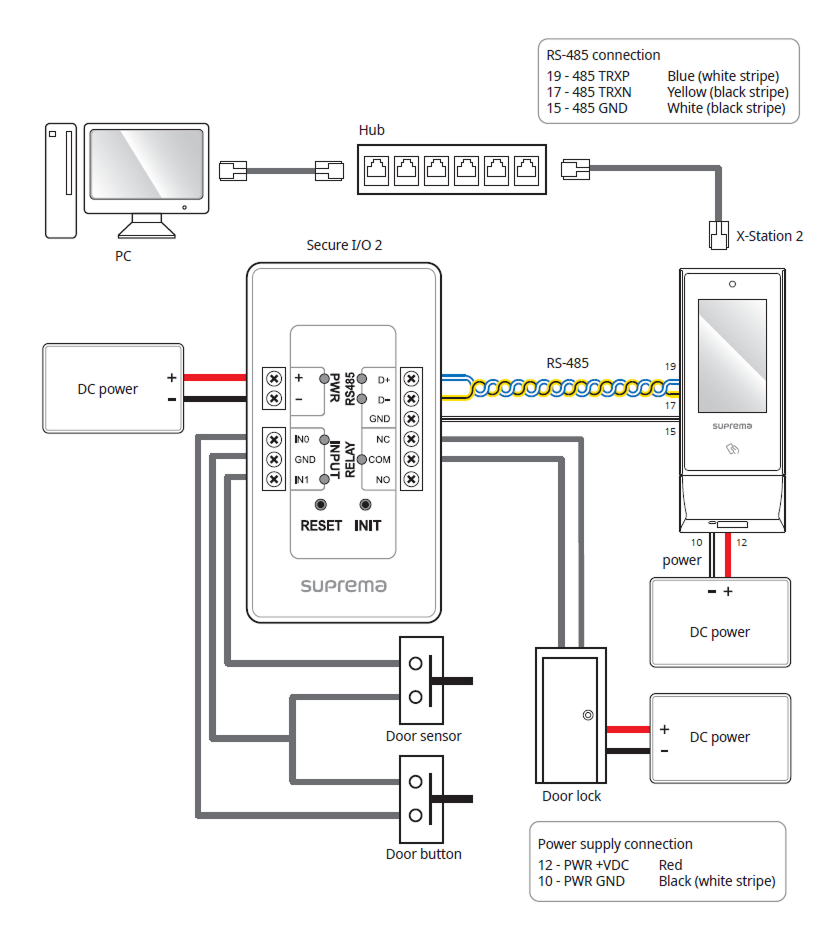 RS-485 connection
19 - 485 TRXP Blue (white stripe)
17 - 485 TRXN Yellow (black stripe)
15 - 485 GND White (black stripe)
Hub
X-Station 2
PC
Secure I/O 2
RS-485
19
17
15
DC power
+
−
+
−
PWR
RS485
D+
D−
GND
IN0
GND
IN1
INPUT
RELAY
NC
COM
NO
RESET INIT
suprema
suprema
10
12
power
− +
DC power
Door sensor
Door button
Door lock
+
-
DC power
Power supply connection
12 - PWR +VDC Red
10 - PWR GND Black (white stripe)